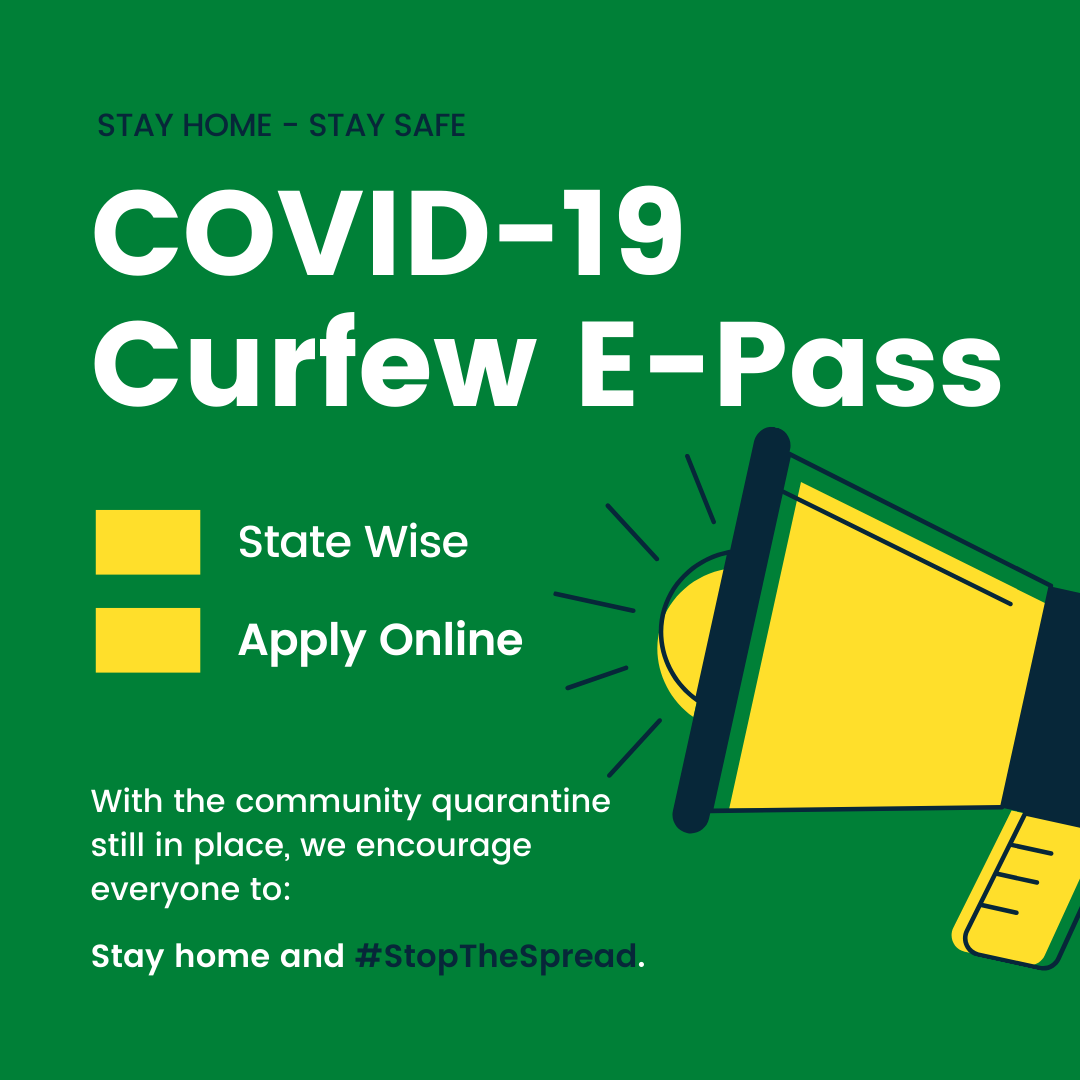 STAY HOME - STAY SAFE
COVID-19
Curfew E-Pass
State Wise
Apply Online
With the community quarantine
still in place, we encourage
everyone to:
Stay home and #StopTheSpread.